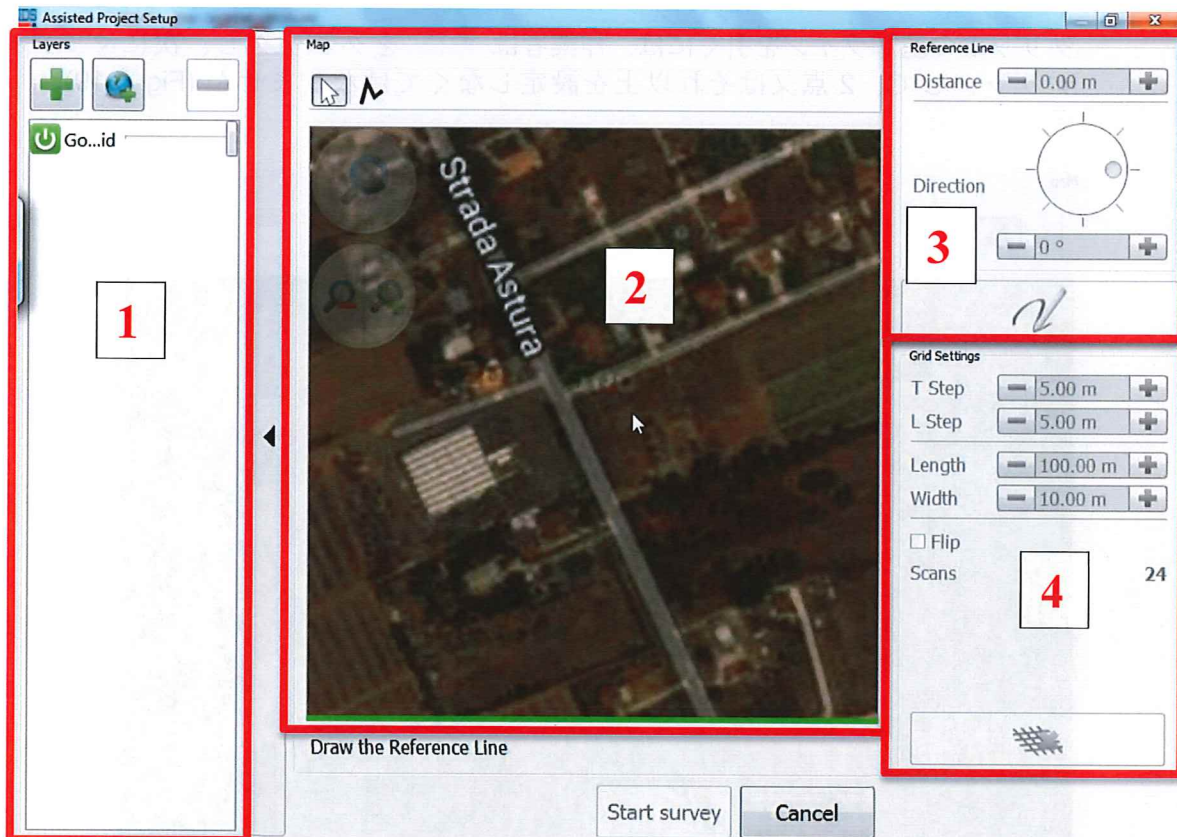 IDS Assisted Project Setup
Layers
Go...id
1
Map
Strada Astura
2
Reference Line
Distance
0.00 m
Direction
0 °
3
Grid Settings
T Step
5.00 m
L Step
5.00 m
Length
100.00 m
Width
10.00 m
Flip
Scans
24
4
Draw the Reference Line
Start survey
Cancel